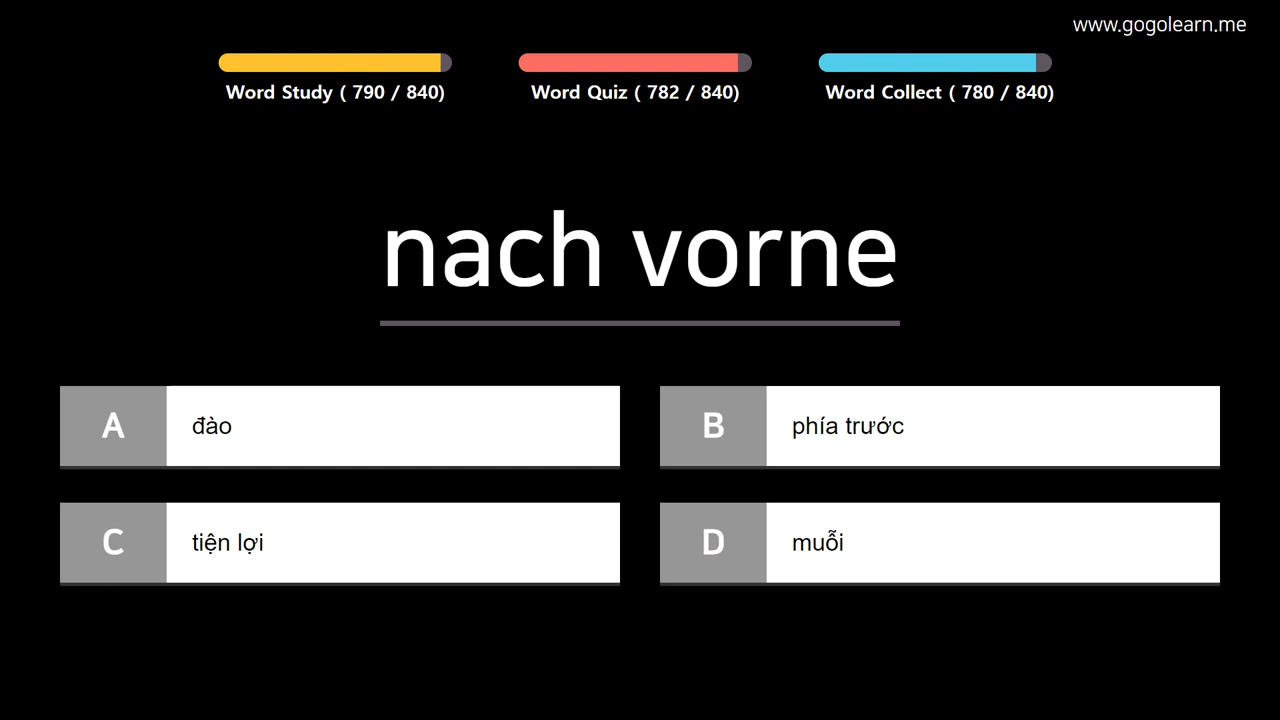 www.gogolearn.me
Word Study ( 790 / 840)
Word Quiz ( 782 / 840)
Word Collect ( 780 / 840)
nach vorne
A
đào
B
phía trước
C
tiện lợi
D
muỗi